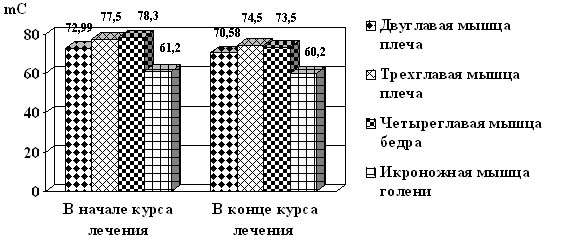 mC
72,99 77,5 78,3 61,2 70,58 74,5 73,5 60,2
80
60
40
20
0
В начале курса
лечения
В конце курса
лечения
Двуглавая мышца
плеча
Трехглавая мышца
плеча
Четыреглавая мышца
бедра
Икроножная мышца
голени